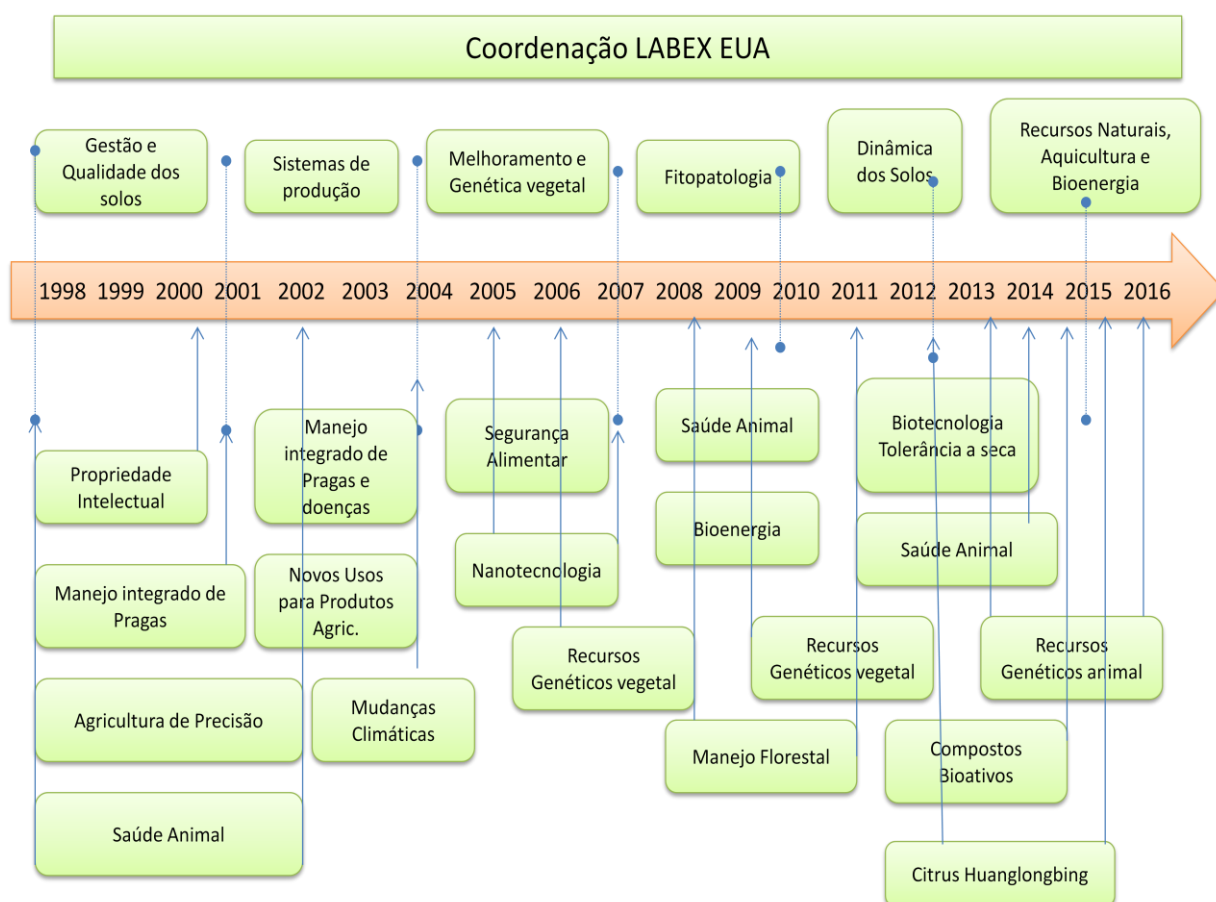 Coordenação LABEX EUA
Gestão e
Qualidade dos
solos
Sistemas de
produção
Melhoramento e
Genética vegetal
Fitopatologia
Dinâmica
dos Solos
Recursos Naturais,
Aquicultura e
Bioenergia
1998 1999 2000 2001 2002 2003 2004 2005 2006 2007 2008 2009 2010 2011 2012 2013 2014 2015 2016
Propriedade
Intelectual
Manejo integrado de
Pragas
Agricultura de Precisão
Saúde Animal
Manejo
integrado de
Pragas e
doenças
Novos Usos
para Produtos
Agric.
Mudanças
Climáticas
Segurança
Alimentar
Nanotecnologia
Recursos
Genéticos vegetal
Saúde Animal
Bioenergia
Recursos
Genéticos vegetal
Manejo Florestal
Biotecnologia
Tolerância a seca
Saúde Animal
Recursos
Genéticos animal
Compostos
Bioativos
Citrus Huanglongbing